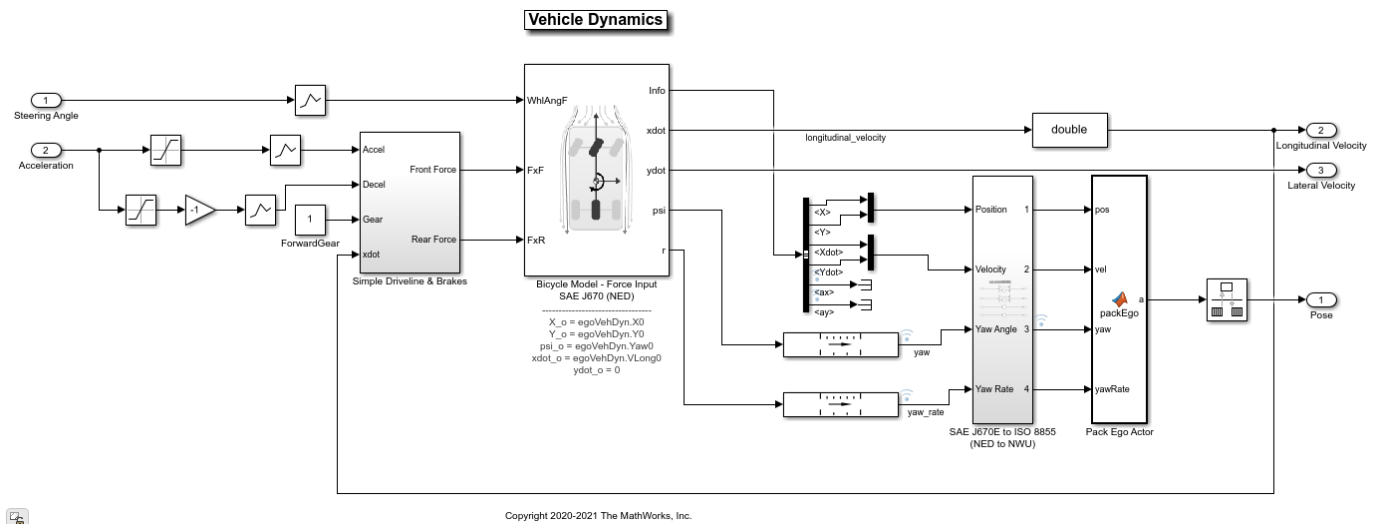 Vehicle Dynamics
1
Steering Angle
2
Acceleration
-1
1
ForwardGear
Accel
Decel
Gear
xdot
Front Force
Rear Force
Simple Driveline & Brakes
WhlAngF
FxF
FxR
Info
xdot
ydot
psi
r
Bicycle Model - Force Input
SAE J670 (NED)
--------------------------------
X_o = egoVehDyn.X0
Y_o = egoVehDyn.Y0
psi_o = egoVehDyn.Yaw0
xdot_o = egoVehDyn.VLong0
ydot_o = 0
longitudinal_velocity
double
2
Longitudinal Velocity
3
Lateral Velocity
<X>
<Y>
<Xdot>
<Ydot>
<ax>
<ay>
yaw
yaw_rate
Position 1
Velocity 2
Yaw Angle 3
Yaw Rate 4
SAE J670E to ISO 8855
(NED to NWU)
pos
vel
yaw
yawRate
a
packEgo
Pack Ego Actor
1
Pose
Copyright 2020-2021 The MathWorks, Inc.